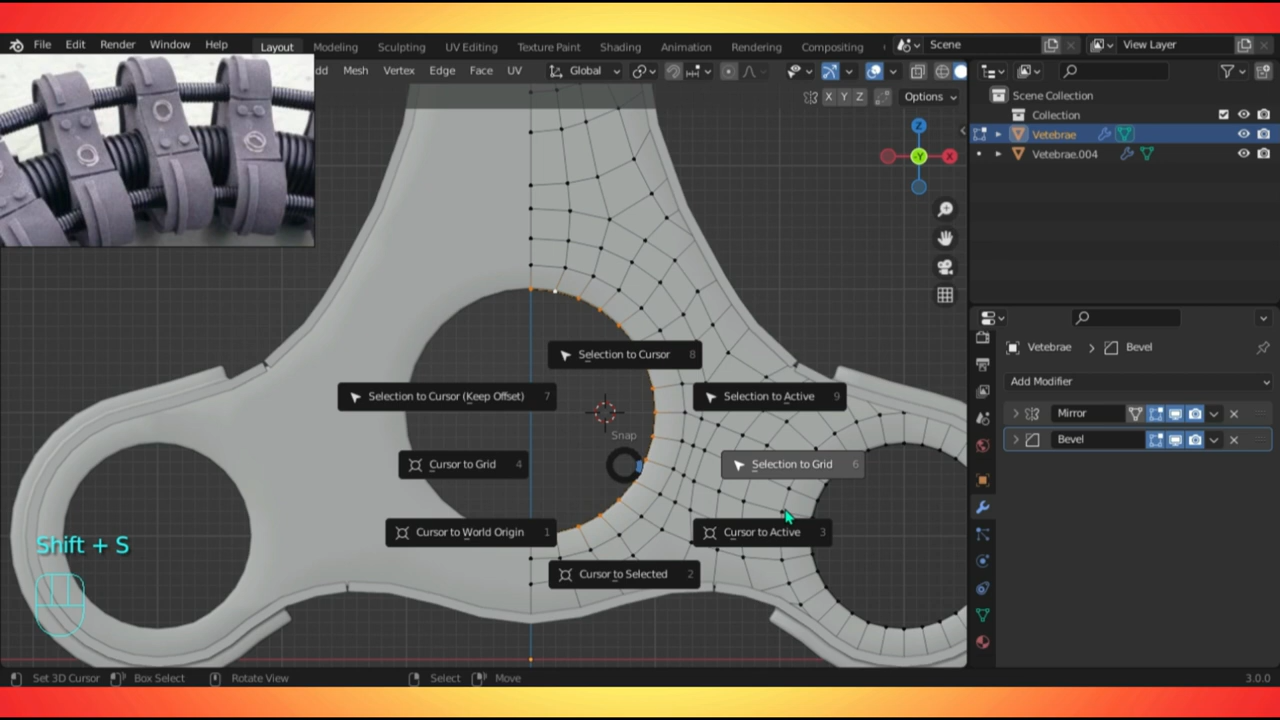 File Edit Render Window Help Layout Modeling Sculpting UV Editing Texture Paint Shading Animation Rendering Compositing Scene View Layer
dd Mesh Vertex Edge Face UV Global
X Y Z Options
Scene Collection
Collection
Vetebrae
Vetebrae.004
Z
-Y X
Selection to Cursor 8
Selection to Cursor (Keep Offset) 7
Selection to Active 9
Snap
Cursor to Grid 4
Selection to Grid 6
Cursor to World Origin 1
Cursor to Active 3
Cursor to Selected 2
Shift + S
Vetebrae > Bevel
Add Modifier
Mirror
Bevel
Set 3D Cursor Box Select Rotate View Select Move 3.0.0